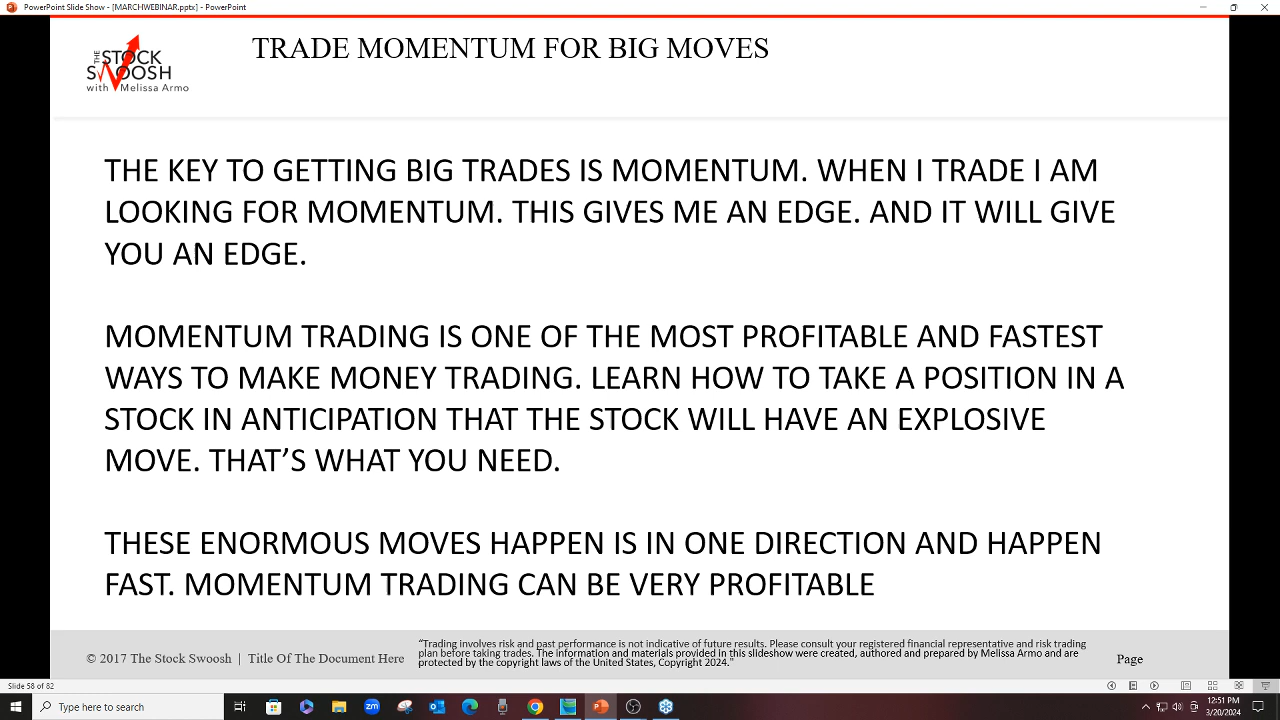 PowerPoint Slide Show - [MARCHWEBINAR.pptx] - PowerPoint
THE STOCK SWOOSH
with Melissa Armo
TRADE MOMENTUM FOR BIG MOVES
THE KEY TO GETTING BIG TRADES IS MOMENTUM. WHEN I TRADE I AM
LOOKING FOR MOMENTUM. THIS GIVES ME AN EDGE. AND IT WILL GIVE
YOU AN EDGE.
MOMENTUM TRADING IS ONE OF THE MOST PROFITABLE AND FASTEST
WAYS TO MAKE MONEY TRADING. LEARN HOW TO TAKE A POSITION IN A
STOCK IN ANTICIPATION THAT THE STOCK WILL HAVE AN EXPLOSIVE
MOVE. THAT’S WHAT YOU NEED.
THESE ENORMOUS MOVES HAPPEN IS IN ONE DIRECTION AND HAPPEN
FAST. MOMENTUM TRADING CAN BE VERY PROFITABLE
© 2017 The Stock Swoosh | Title Of The Document Here
“Trading involves risk and past performance is not indicative of future results. Please consult your registered financial representative and risk trading
plan before taking trades. The information and materials provided in this slideshow were created, authored and prepared by Melissa Armo and are
protected by the copyright laws of the United States, Copyright 2024.”
Page
Slide 58 of 82
Type here to search
zm
12:51 PM
3/20/2024